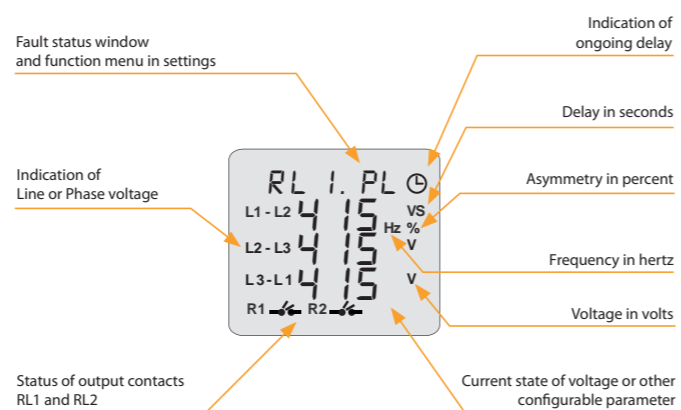 Indication of
ongoing delay
Fault status window
and function menu in settings
Delay in seconds
Indication of
Line or Phase voltage
Asymmetry in percent
RL 1. PL
L1 - L2 415 VS
Hz %
L2 - L3 415 V
L3 - L1 415 V
R1 R2
Frequency in hertz
Voltage in volts
Status of output contacts
RL1 and RL2
Current state of voltage or other
configurable parameter